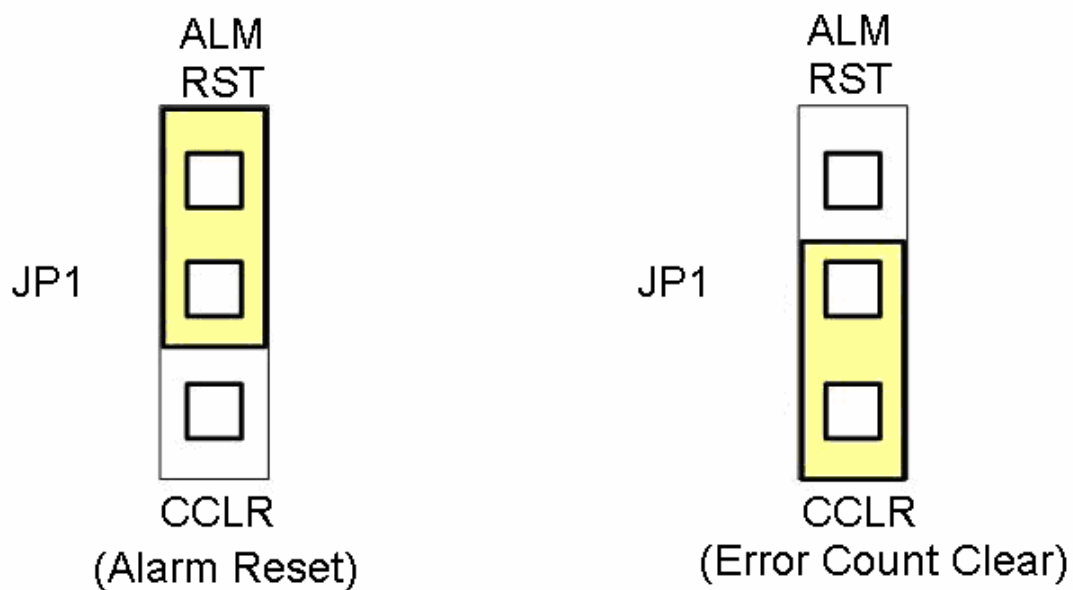 ALM
RST
JP1
CCLR
(Alarm Reset)
ALM
RST
JP1
CCLR
(Error Count Clear)